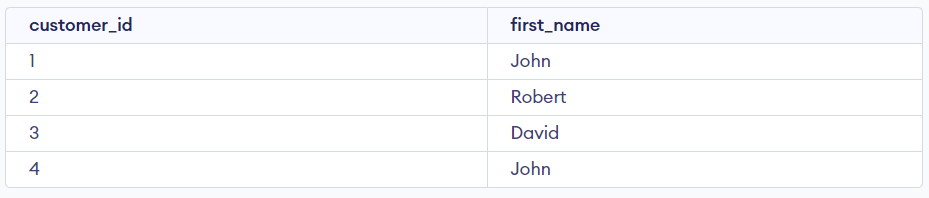 customer_id first_name
1 John
2 Robert
3 David
4 John